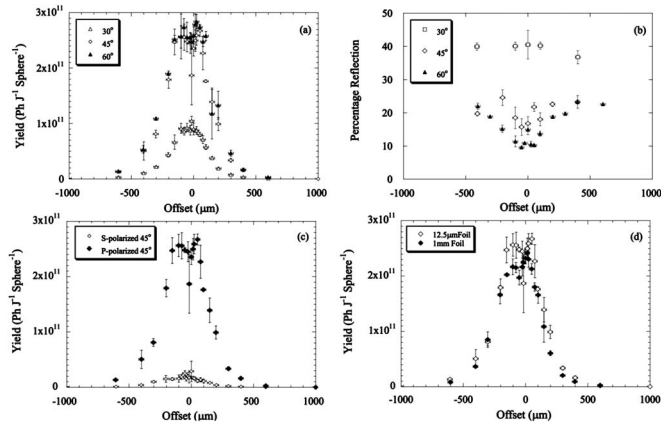 (a)
30°
45°
60°
Yield (Ph J⁻¹ Sphere⁻¹)
3x10¹¹
2x10¹¹
1x10¹¹
0
-1000 -500 0 500 1000
Offset (µm)
(b)
30°
45°
60°
Percentage Reflection
50
40
30
20
10
0
-1000 -500 0 500 1000
Offset (µm)
(c)
S-polarized 45°
P-polarized 45°
Yield (Ph J⁻¹ Sphere⁻¹)
3x10¹¹
2x10¹¹
1x10¹¹
0
-1000 -500 0 500 1000
Offset (µm)
(d)
12.5µm Foil
1mm Foil
Yield (Ph J⁻¹ Sphere⁻¹)
3x10¹¹
2x10¹¹
1x10¹¹
0
-1000 -500 0 500 1000
Offset (µm)